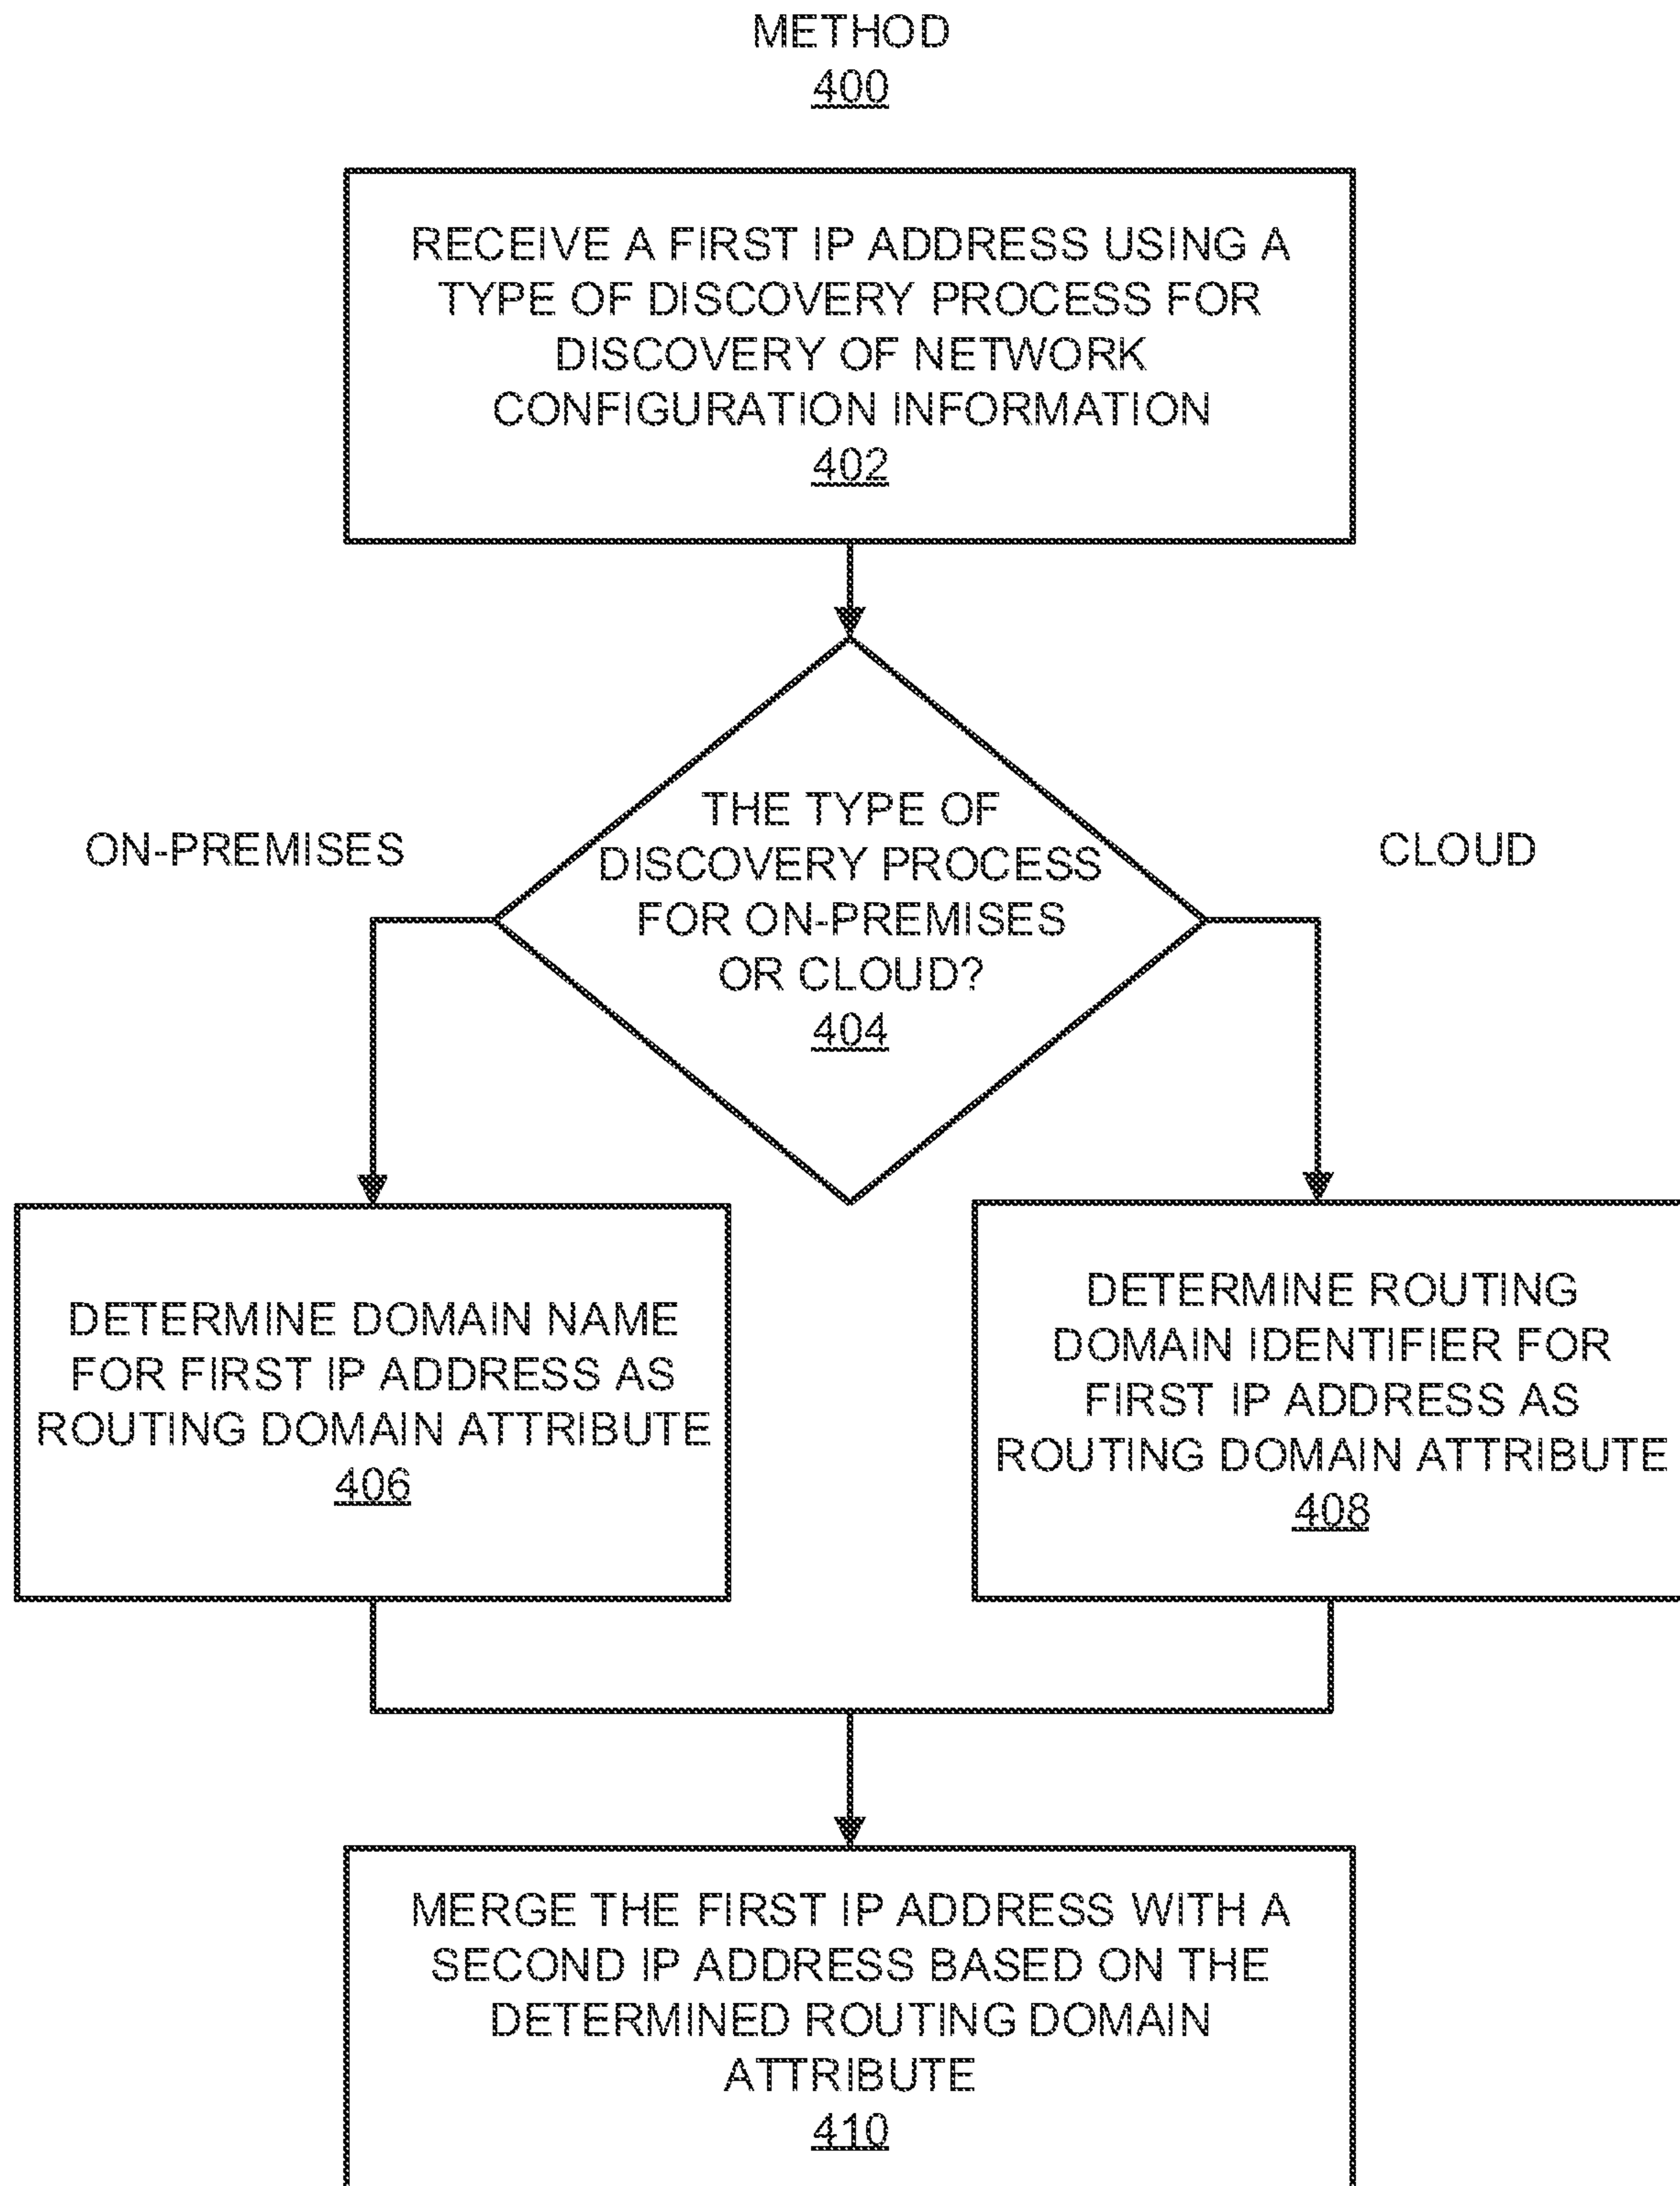 METHOD
400
RECEIVE A FIRST IP ADDRESS USING A
TYPE OF DISCOVERY PROCESS FOR
DISCOVERY OF NETWORK
CONFIGURATION INFORMATION
402
THE TYPE OF
DISCOVERY PROCESS
FOR ON-PREMISES
OR CLOUD?
404
ON-PREMISES
CLOUD
DETERMINE DOMAIN NAME
FOR FIRST IP ADDRESS AS
ROUTING DOMAIN ATTRIBUTE
406
DETERMINE ROUTING
DOMAIN IDENTIFIER FOR
FIRST IP ADDRESS AS
ROUTING DOMAIN ATTRIBUTE
408
MERGE THE FIRST IP ADDRESS WITH A
SECOND IP ADDRESS BASED ON THE
DETERMINED ROUTING DOMAIN
ATTRIBUTE
410